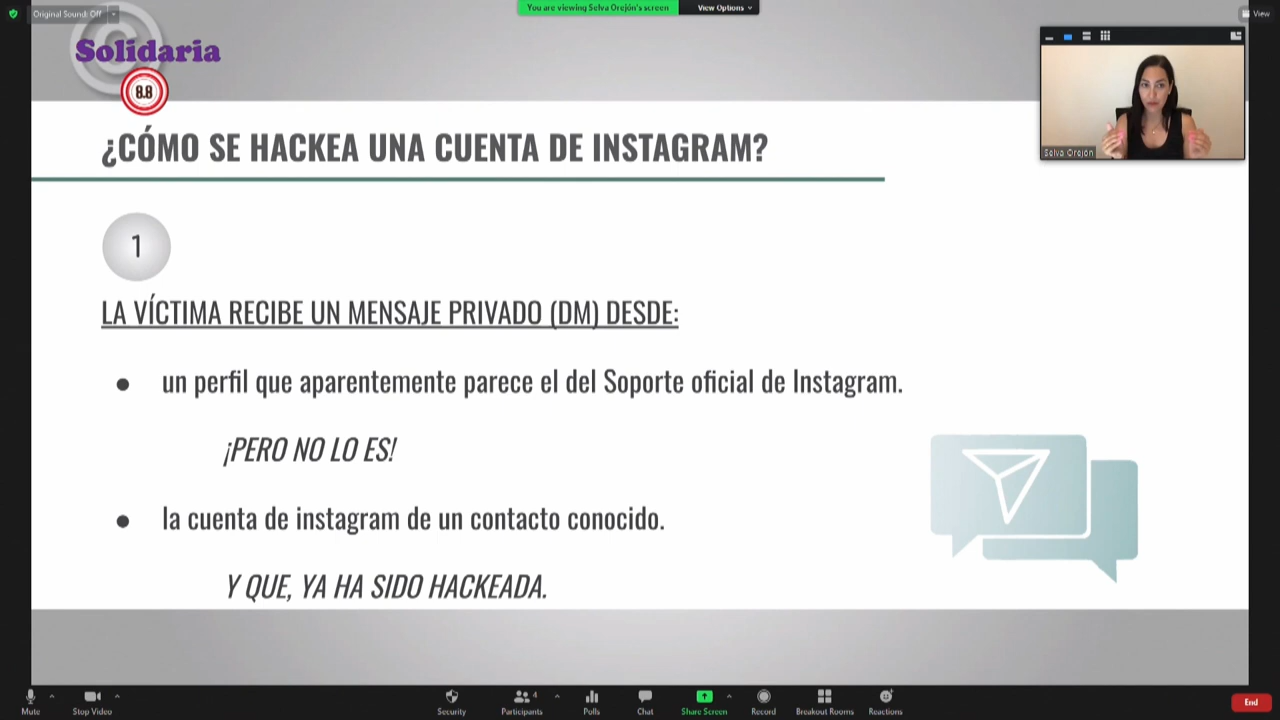 Original Sound: Off
You are viewing Selva Orejón's screen
View Options
View
Solidaria
8.8
Selva Orejón
¿CÓMO SE HACKEA UNA CUENTA DE INSTAGRAM?
1
LA VÍCTIMA RECIBE UN MENSAJE PRIVADO (DM) DESDE:
● un perfil que aparentemente parece el del Soporte oficial de Instagram.
¡PERO NO LO ES!
● la cuenta de instagram de un contacto conocido.
Y QUE, YA HA SIDO HACKEADA.
Mute
Stop Video
Security
Participants
4
Polls
Chat
Share Screen
Record
Breakout Rooms
Reactions
End